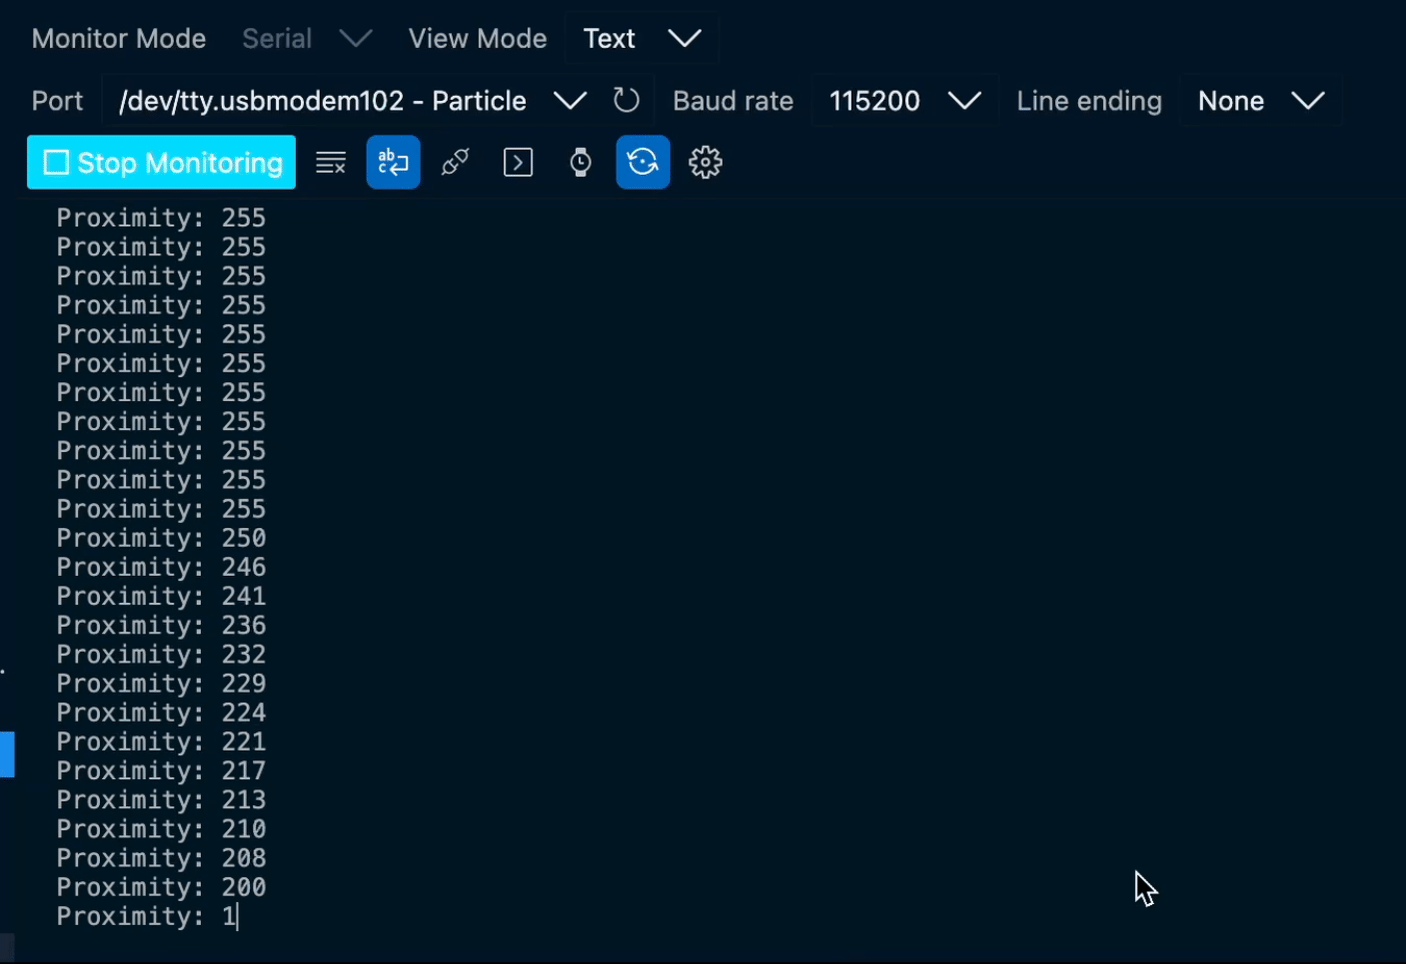 Monitor Mode Serial View Mode Text
Port /dev/tty.usbmodem102 - Particle Baud rate 115200 Line ending None
Stop Monitoring
Proximity: 255
Proximity: 255
Proximity: 255
Proximity: 255
Proximity: 255
Proximity: 255
Proximity: 255
Proximity: 255
Proximity: 255
Proximity: 255
Proximity: 255
Proximity: 250
Proximity: 246
Proximity: 241
Proximity: 236
Proximity: 232
Proximity: 229
Proximity: 224
Proximity: 221
Proximity: 217
Proximity: 213
Proximity: 210
Proximity: 208
Proximity: 200
Proximity: 1